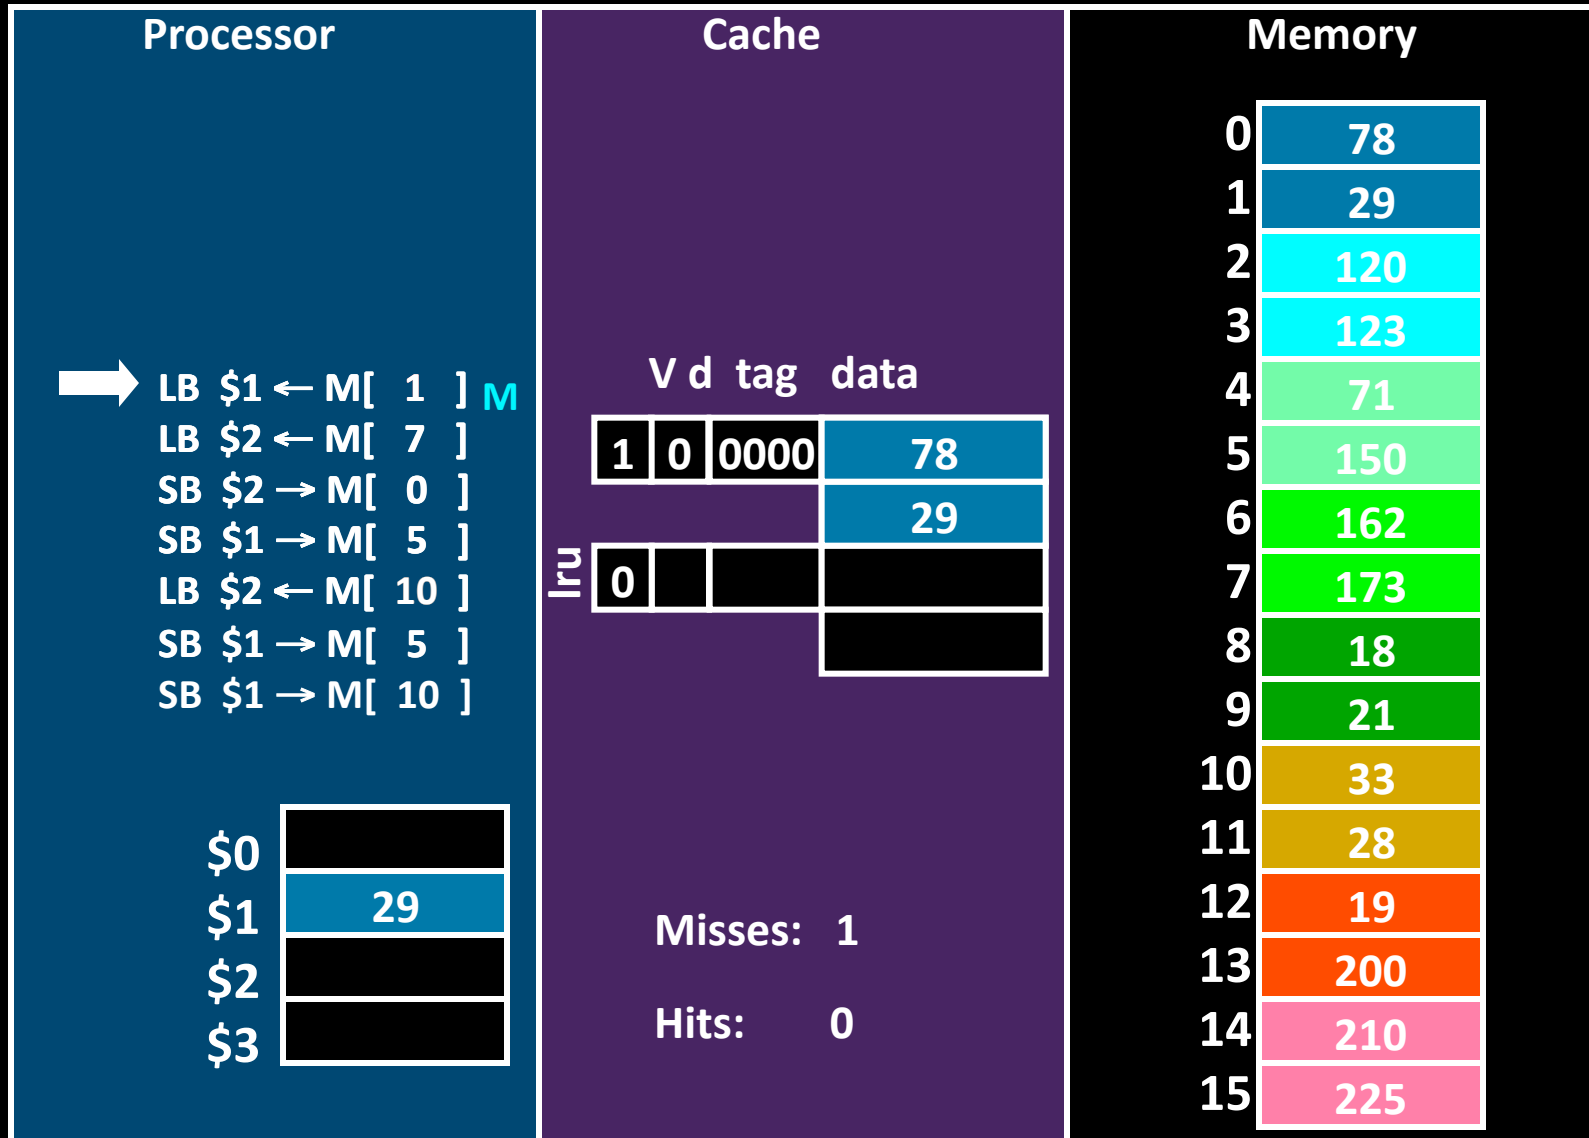 Processor
LB $1 ← M[ 1 ] M
LB $2 ← M[ 7 ]
SB $2 → M[ 0 ]
SB $1 → M[ 5 ]
LB $2 ← M[ 10 ]
SB $1 → M[ 5 ]
SB $1 → M[ 10 ]
$0
$1 29
$2
$3
Cache
V d tag data
1 0 0000 78
29
lru 0
Misses: 1
Hits: 0
Memory
0 78
1 29
2 120
3 123
4 71
5 150
6 162
7 173
8 18
9 21
10 33
11 28
12 19
13 200
14 210
15 225